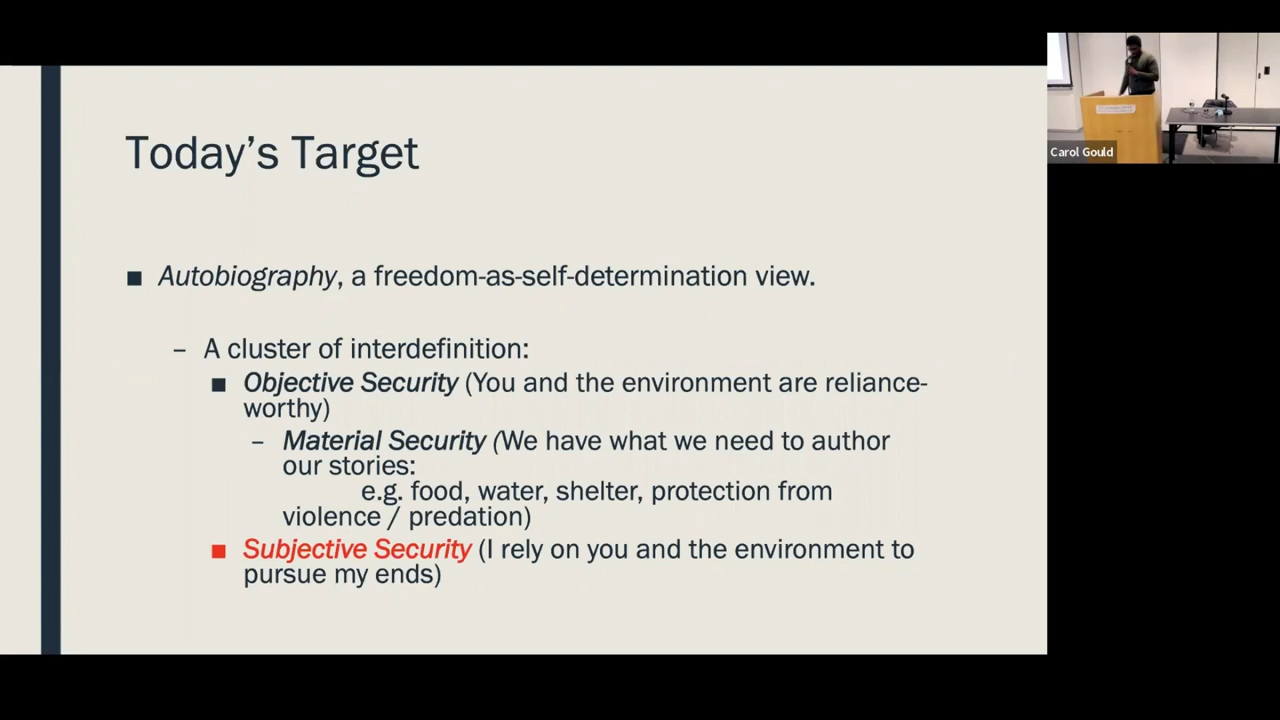 Today's Target
■ Autobiography, a freedom-as-self-determination view.
– A cluster of interdefinition:
■ Objective Security (You and the environment are reliance-
worthy)
– Material Security (We have what we need to author
our stories:
e.g. food, water, shelter, protection from
violence / predation)
■ Subjective Security (I rely on you and the environment to
pursue my ends)
Carol Gould